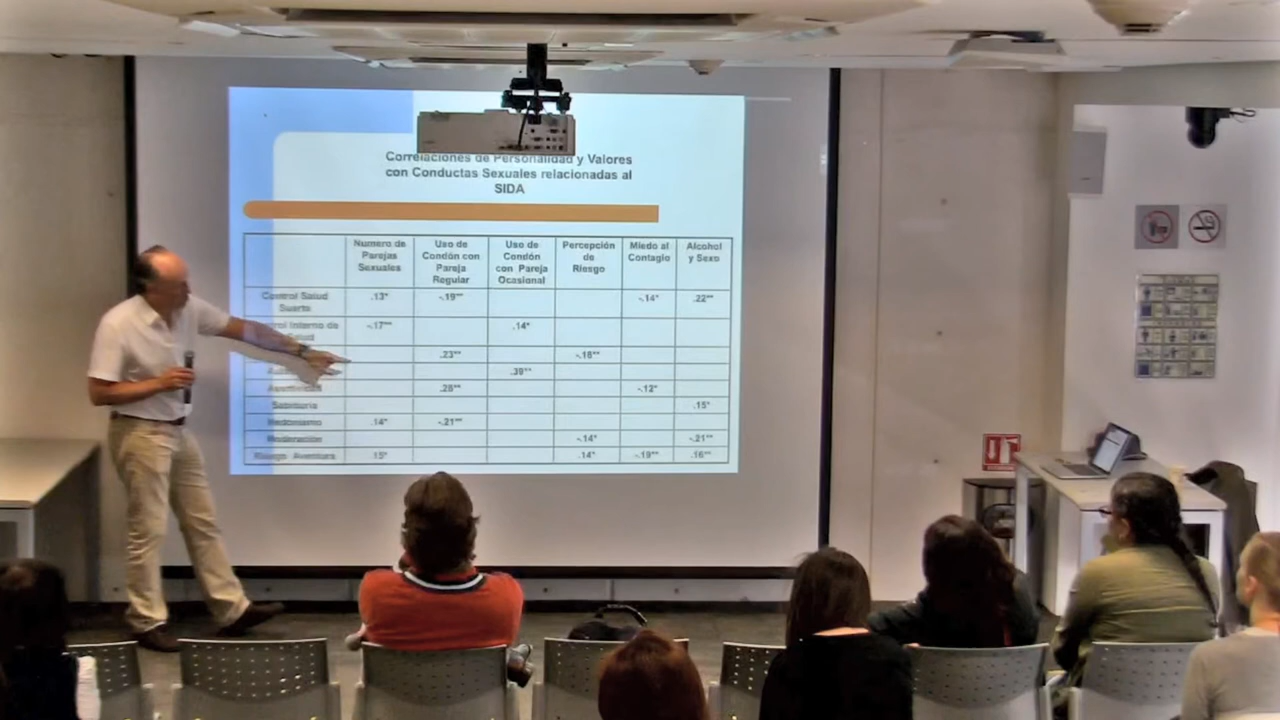 Correlaciones de Personalidad y Valores
con Conductas Sexuales relacionadas al
SIDA
Numero de Parejas Sexuales
Uso de Condón con Pareja Regular
Uso de Condón con Pareja Ocasional
Percepción de Riesgo
Miedo al Contagio
Alcohol y Sexo
Control Salud Suerte .13* -.19** -.14* .22**
Interno de -.17** .14*
.23** -.18**
.39**
.28** -.12*
Sabiduría .15*
Hedonismo .14* -.21**
Moderación -.14* -.21**
Riesgo Aventura .15* .14* -.19** .16**